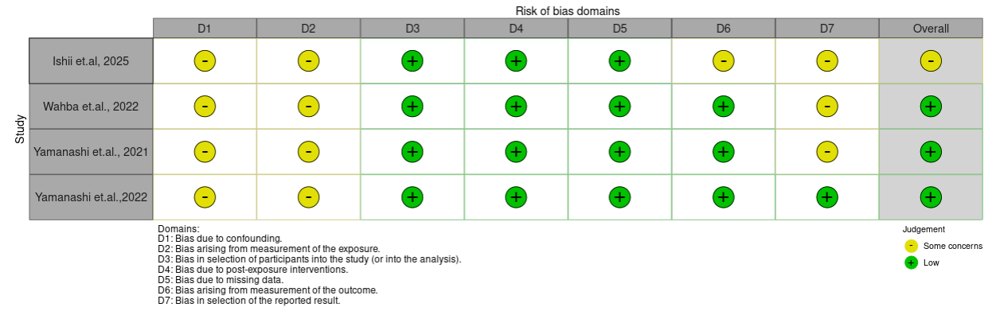 Risk of bias domains
D1 D2 D3 D4 D5 D6 D7 Overall
Study
Ishii et.al, 2025 - - + + + - - -
Wahba et.al., 2022 - - + + + + - +
Yamanashi et.al., 2021 - - + + + + - +
Yamanashi et.al.,2022 - - + + + + + +
Domains:
D1: Bias due to confounding.
D2: Bias arising from measurement of the exposure.
D3: Bias in selection of participants into the study (or into the analysis).
D4: Bias due to post-exposure interventions.
D5: Bias due to missing data.
D6: Bias arising from measurement of the outcome.
D7: Bias in selection of the reported result.
Judgement
- Some concerns
+ Low